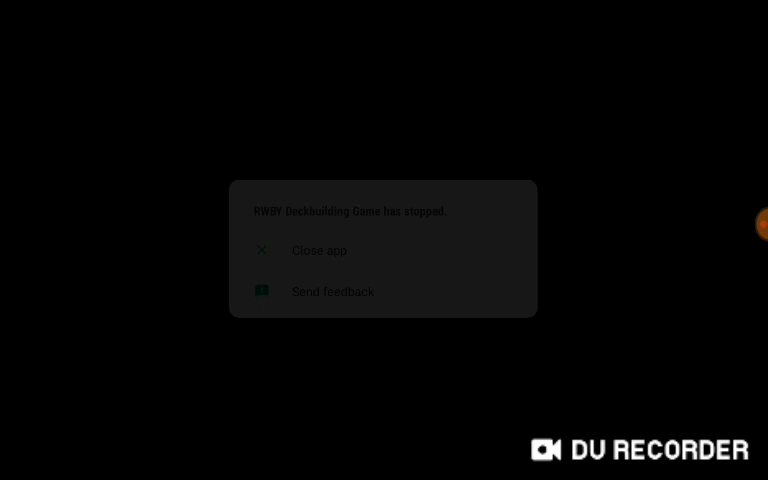 RWBY Deckbuilding Game has stopped.
Close app
Send feedback
DU RECORDER